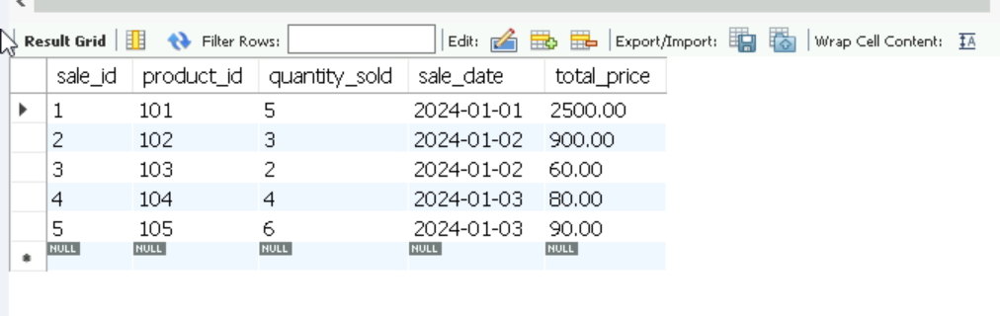 Result Grid Filter Rows: Edit: Export/Import: Wrap Cell Content: IA
sale_id product_id quantity_sold sale_date total_price
1 101 5 2024-01-01 2500.00
2 102 3 2024-01-02 900.00
3 103 2 2024-01-02 60.00
4 104 4 2024-01-03 80.00
5 105 6 2024-01-03 90.00
NULL NULL NULL NULL NULL